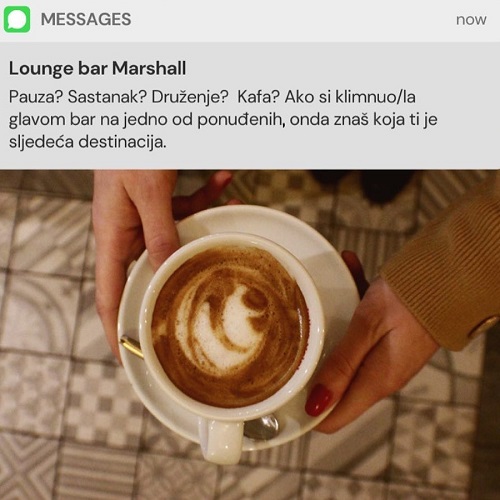 MESSAGES
now
Lounge bar Marshall
Pauza? Sastanak? Druženje?  Kafa? Ako si klimnuo/la
glavom bar na jedno od ponuđenih, onda znaš koja ti je
sljedeća destinacija.